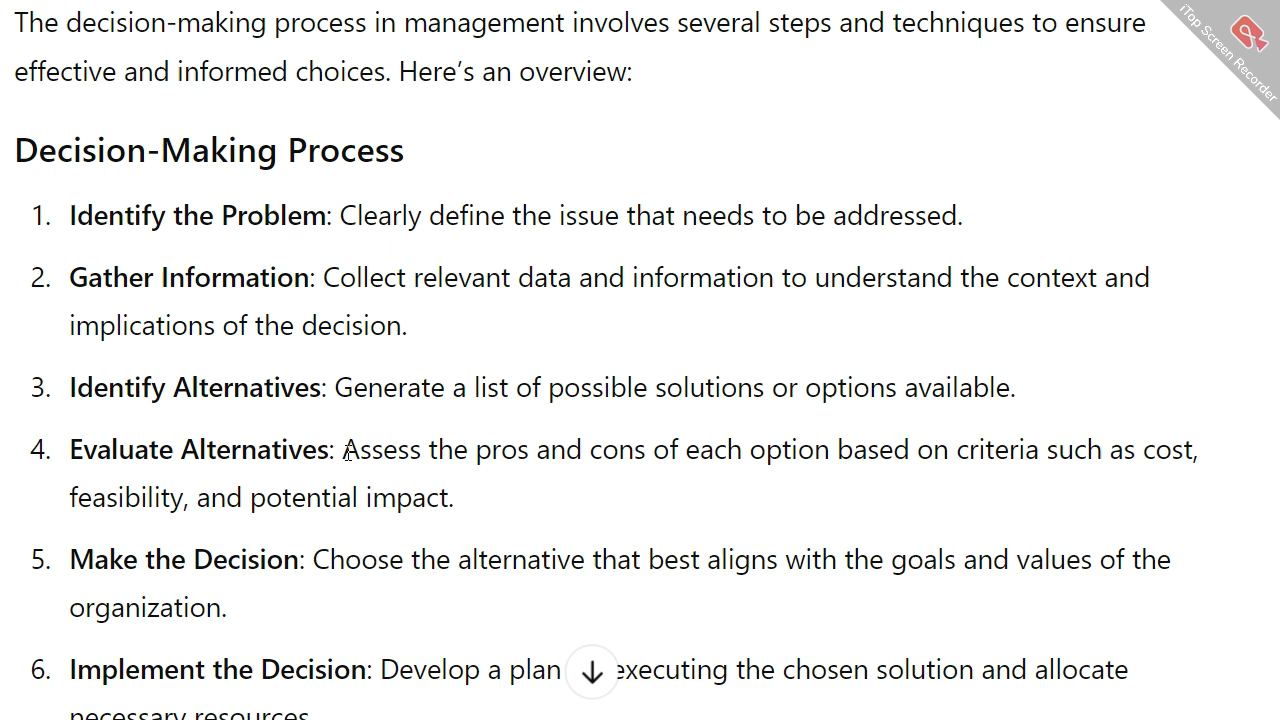 The decision-making process in management involves several steps and techniques to ensure
effective and informed choices. Here’s an overview:
Decision-Making Process
1. Identify the Problem: Clearly define the issue that needs to be addressed.
2. Gather Information: Collect relevant data and information to understand the context and
implications of the decision.
3. Identify Alternatives: Generate a list of possible solutions or options available.
4. Evaluate Alternatives: Assess the pros and cons of each option based on criteria such as cost,
feasibility, and potential impact.
5. Make the Decision: Choose the alternative that best aligns with the goals and values of the
organization.
6. Implement the Decision: Develop a plan executing the chosen solution and allocate
necessary resources.
iTop Screen Recorder